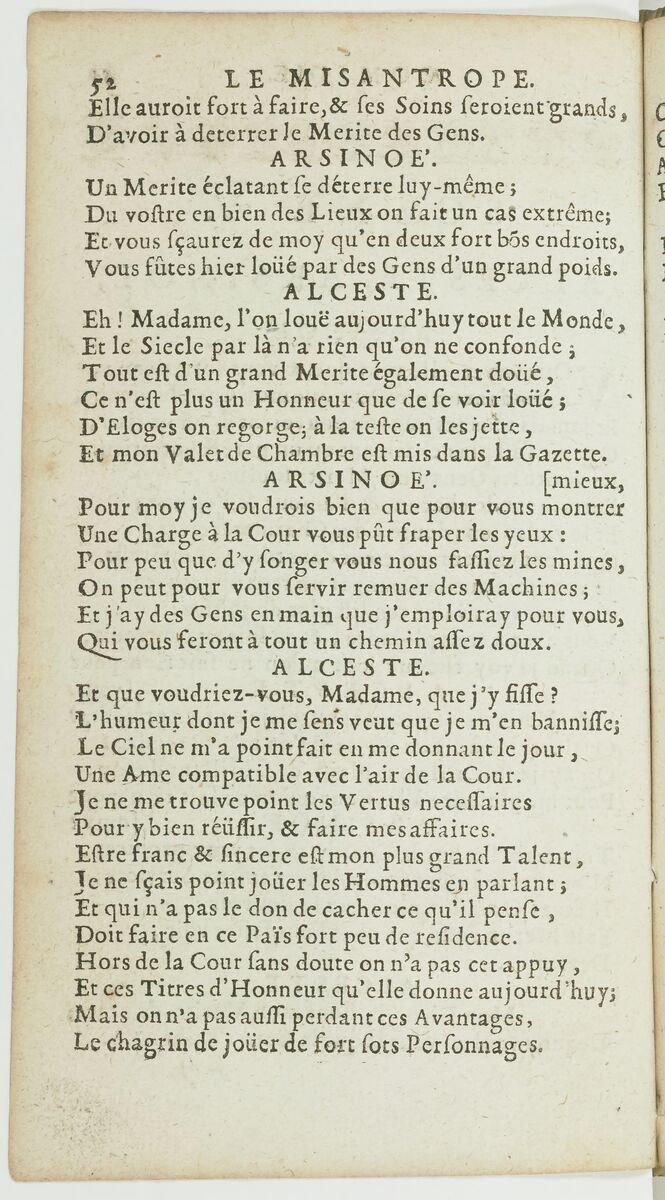 52 LE MISANTROPE.
Elle auroit fort à faire, & ſes Soins ſeroient grands,
D'avoir à deterrer le Merite des Gens.
ARSINOE'.
Un Merite éclatant ſe déterre luy-même ;
Du voſtre en bien des Lieux on fait un cas extrême;
Et vous ſçaurez de moy qu'en deux fort bõs endroits,
Vous fûtes hier loüé par des Gens d'un grand poids.
ALCESTE.
Eh ! Madame, l'on louë aujourd'huy tout le Monde,
Et le Siecle par là n'a rien qu'on ne confonde ;
Tout eſt d'un grand Merite également doüé,
Ce n'eſt plus un Honneur que de ſe voir loüé ;
D'Eloges on regorge; à la teſte on les jette,
Et mon Valet de Chambre eſt mis dans la Gazette.
ARSINOE'. [mieux,
Pour moy je voudrois bien que pour vous montrer
Une Charge à la Cour vous pût fraper les yeux :
Pour peu que d'y ſonger vous nous faſſiez les mines,
On peut pour vous ſervir remuer des Machines ;
Et j'ay des Gens en main que j'emploiray pour vous,
Qui vous feront à tout un chemin aſſez doux.
ALCESTE.
Et que voudriez-vous, Madame, que j'y fiſſe ?
L'humeur dont je me ſens veut que je m'en banniſſe;
Le Ciel ne m'a point fait en me donnant le jour,
Une Ame compatible avec l'air de la Cour.
Je ne me trouve point les Vertus neceſſaires
Pour y bien réüſſir, & faire mes affaires.
Eſtre franc & ſincere eſt mon plus grand Talent,
Je ne ſçais point joüer les Hommes en parlant ;
Et qui n'a pas le don de cacher ce qu'il penſe,
Doit faire en ce Païs fort peu de reſidence.
Hors de la Cour ſans doute on n'a pas cet appuy,
Et ces Titres d'Honneur qu'elle donne aujourd'huy;
Mais on n'a pas auſſi perdant ces Avantages,
Le chagrin de joüer de fort ſots Perſonnages.